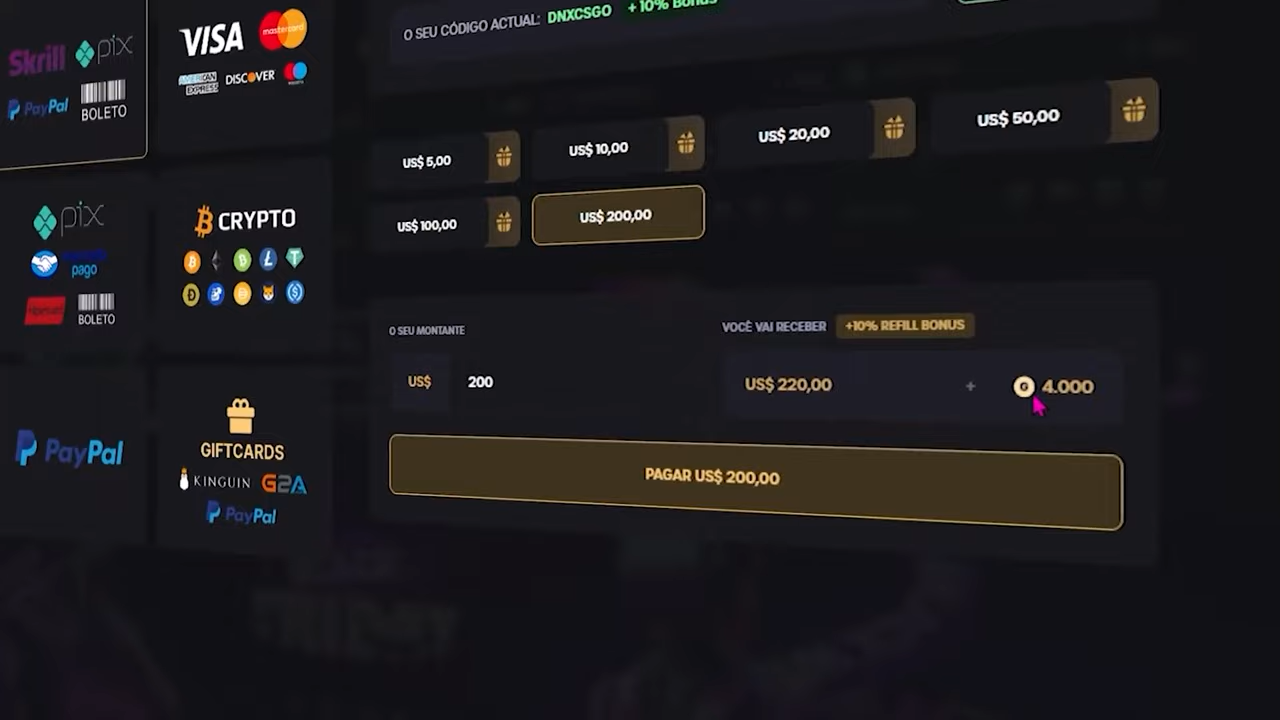 Skrill
pix
PayPal
BOLETO
VISA
mastercard
AMERICAN EXPRESS
DISCOVER
O SEU CÓDIGO ACTUAL: DNXCSGO + 10% Bonus
US$ 5,00
US$ 10,00
US$ 20,00
US$ 50,00
US$ 100,00
US$ 200,00
pix
pago
BOLETO
CRYPTO
PayPal
GIFTCARDS
KINGUIN
G2A
PayPal
O SEU MONTANTE
US$ 200
VOCÊ VAI RECEBER +10% REFILL BONUS
US$ 220,00 + G 4.000
PAGAR US$ 200,00